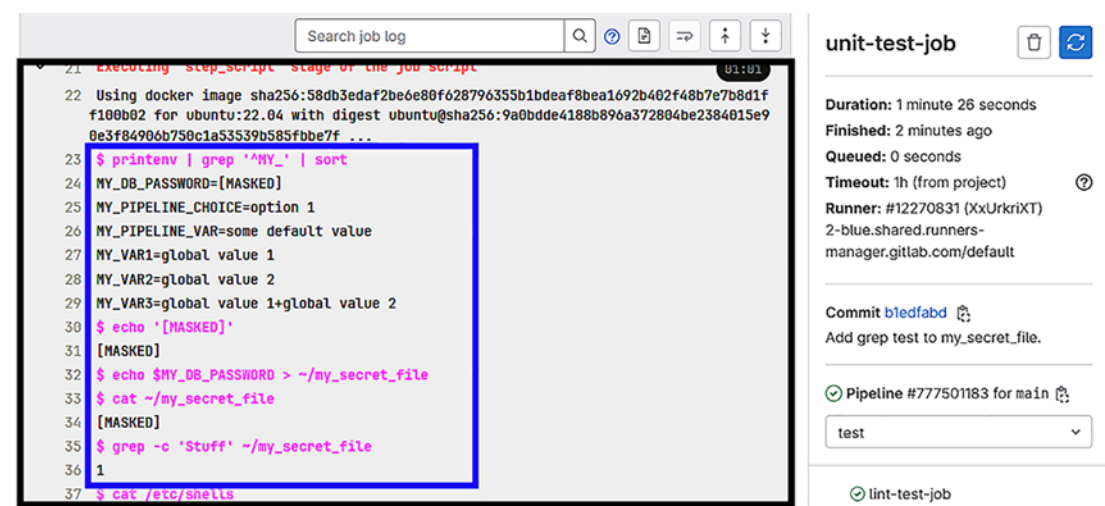 Search job log
21 Executing "step_script" stage of the job script 01:01
22 Using docker image sha256:58db3edaf2be6e80f628796355b1bdeaf8bea1692b402f48b7e7b8d1f
f100b02 for ubuntu:22.04 with digest ubuntu@sha256:9a0bdde4188b896a372804be2384015e9
0e3f84906b750c1a53539b585fbbe7f ...
23 $ printenv | grep '^MY_' | sort
24 MY_DB_PASSWORD=[MASKED]
25 MY_PIPELINE_CHOICE=option 1
26 MY_PIPELINE_VAR=some default value
27 MY_VAR1=global value 1
28 MY_VAR2=global value 2
29 MY_VAR3=global value 1+global value 2
30 $ echo '[MASKED]'
31 [MASKED]
32 $ echo $MY_DB_PASSWORD > ~/my_secret_file
33 $ cat ~/my_secret_file
34 [MASKED]
35 $ grep -c 'Stuff' ~/my_secret_file
36 1
37 $ cat /etc/shells
unit-test-job
Duration: 1 minute 26 seconds
Finished: 2 minutes ago
Queued: 0 seconds
Timeout: 1h (from project)
Runner: #12270831 (XxUrkriXT)
2-blue.shared.runners-
manager.gitlab.com/default
Commit b1edfabd
Add grep test to my_secret_file.
Pipeline #777501183 for main
test
lint-test-job